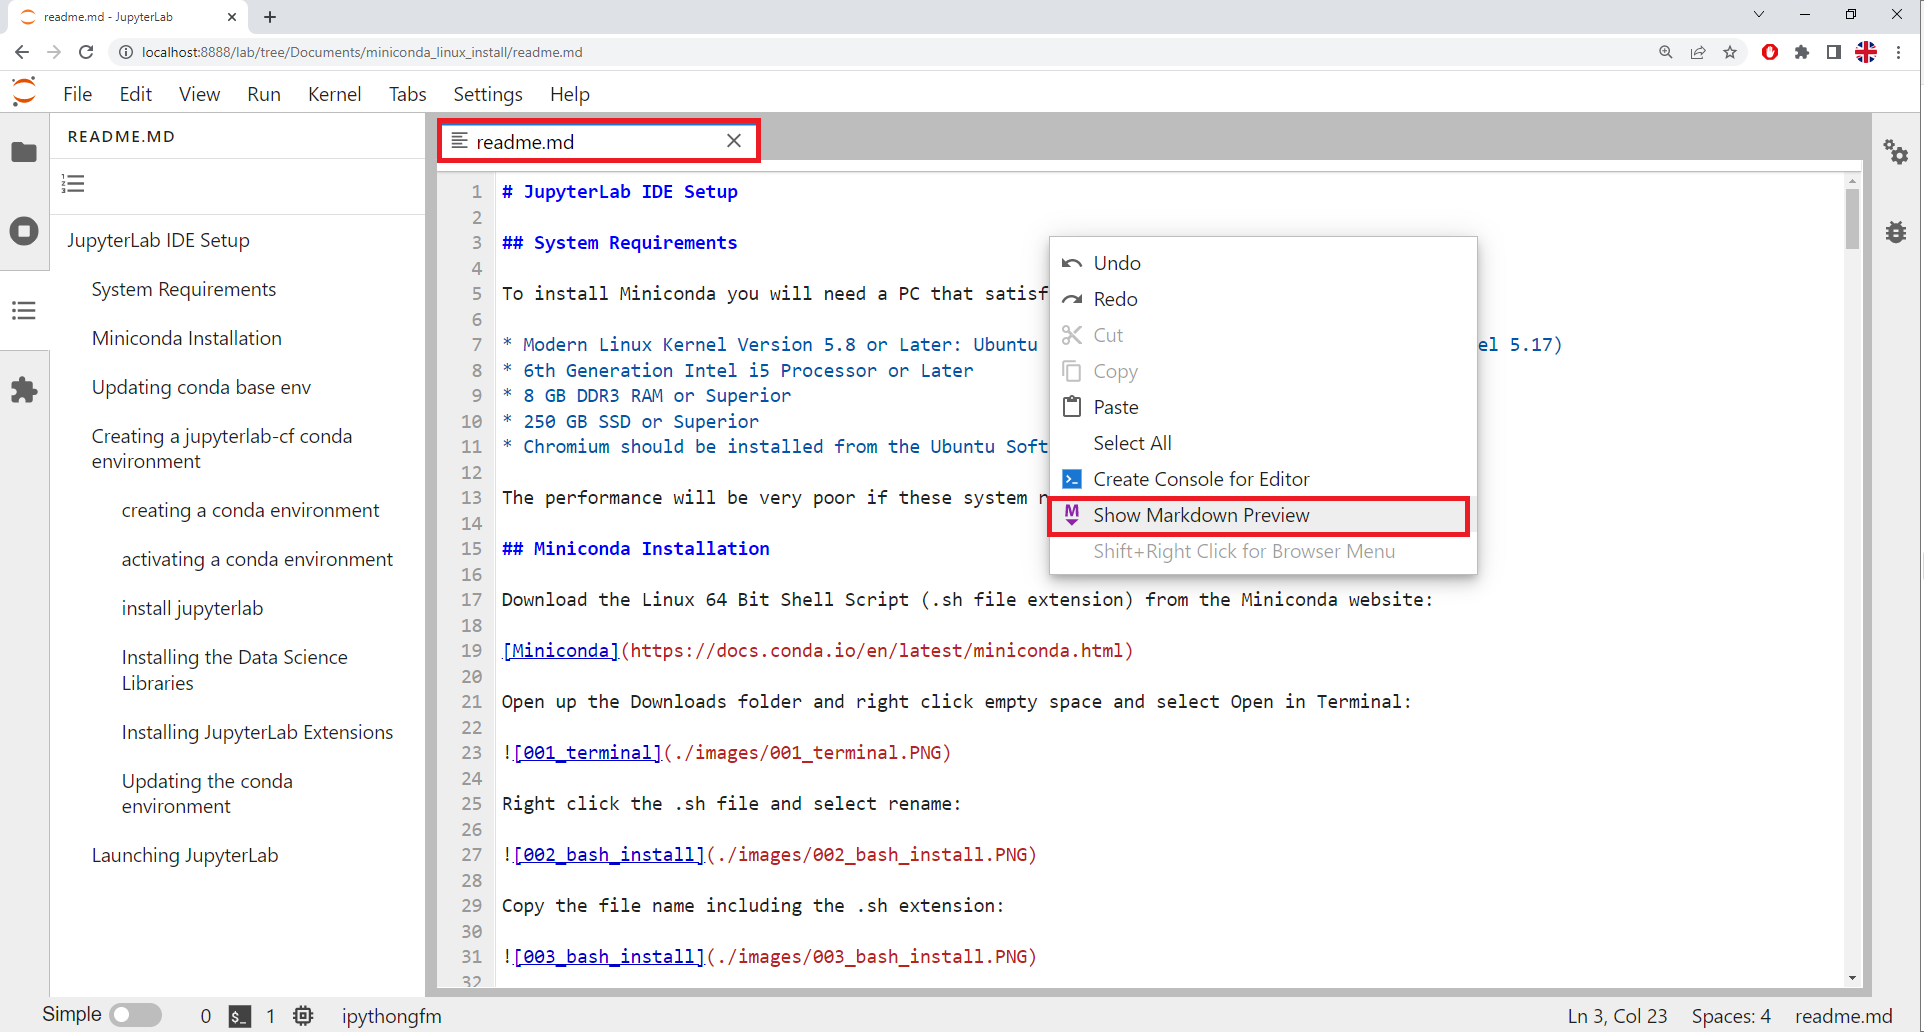 readme.md - JupyterLab
localhost:8888/lab/tree/Documents/miniconda_linux_install/readme.md
File Edit View Run Kernel Tabs Settings Help
README.MD
JupyterLab IDE Setup
System Requirements
Miniconda Installation
Updating conda base env
Creating a jupyterlab-cf conda
environment
creating a conda environment
activating a conda environment
install jupyterlab
Installing the Data Science
Libraries
Installing JupyterLab Extensions
Updating the conda
environment
Launching JupyterLab
readme.md
1 # JupyterLab IDE Setup
2
3 ## System Requirements
4
5 To install Miniconda you will need a PC that satisf
6
7 * Modern Linux Kernel Version 5.8 or Later: Ubuntu el 5.17)
8 * 6th Generation Intel i5 Processor or Later
9 * 8 GB DDR3 RAM or Superior
10 * 250 GB SSD or Superior
11 * Chromium should be installed from the Ubuntu Soft
12
13 The performance will be very poor if these system
14
15 ## Miniconda Installation
16
17 Download the Linux 64 Bit Shell Script (.sh file extension) from the Miniconda website:
18
19 [Miniconda](https://docs.conda.io/en/latest/miniconda.html)
20
21 Open up the Downloads folder and right click empty space and select Open in Terminal:
22
23 ![001_terminal](./images/001_terminal.PNG)
24
25 Right click the .sh file and select rename:
26
27 ![002_bash_install](./images/002_bash_install.PNG)
28
29 Copy the file name including the .sh extension:
30
31 ![003_bash_install](./images/003_bash_install.PNG)
32
Undo
Redo
Cut
Copy
Paste
Select All
Create Console for Editor
Show Markdown Preview
Shift+Right Click for Browser Menu
Simple 0 $_ 1 ipythongfm Ln 3, Col 23 Spaces: 4 readme.md